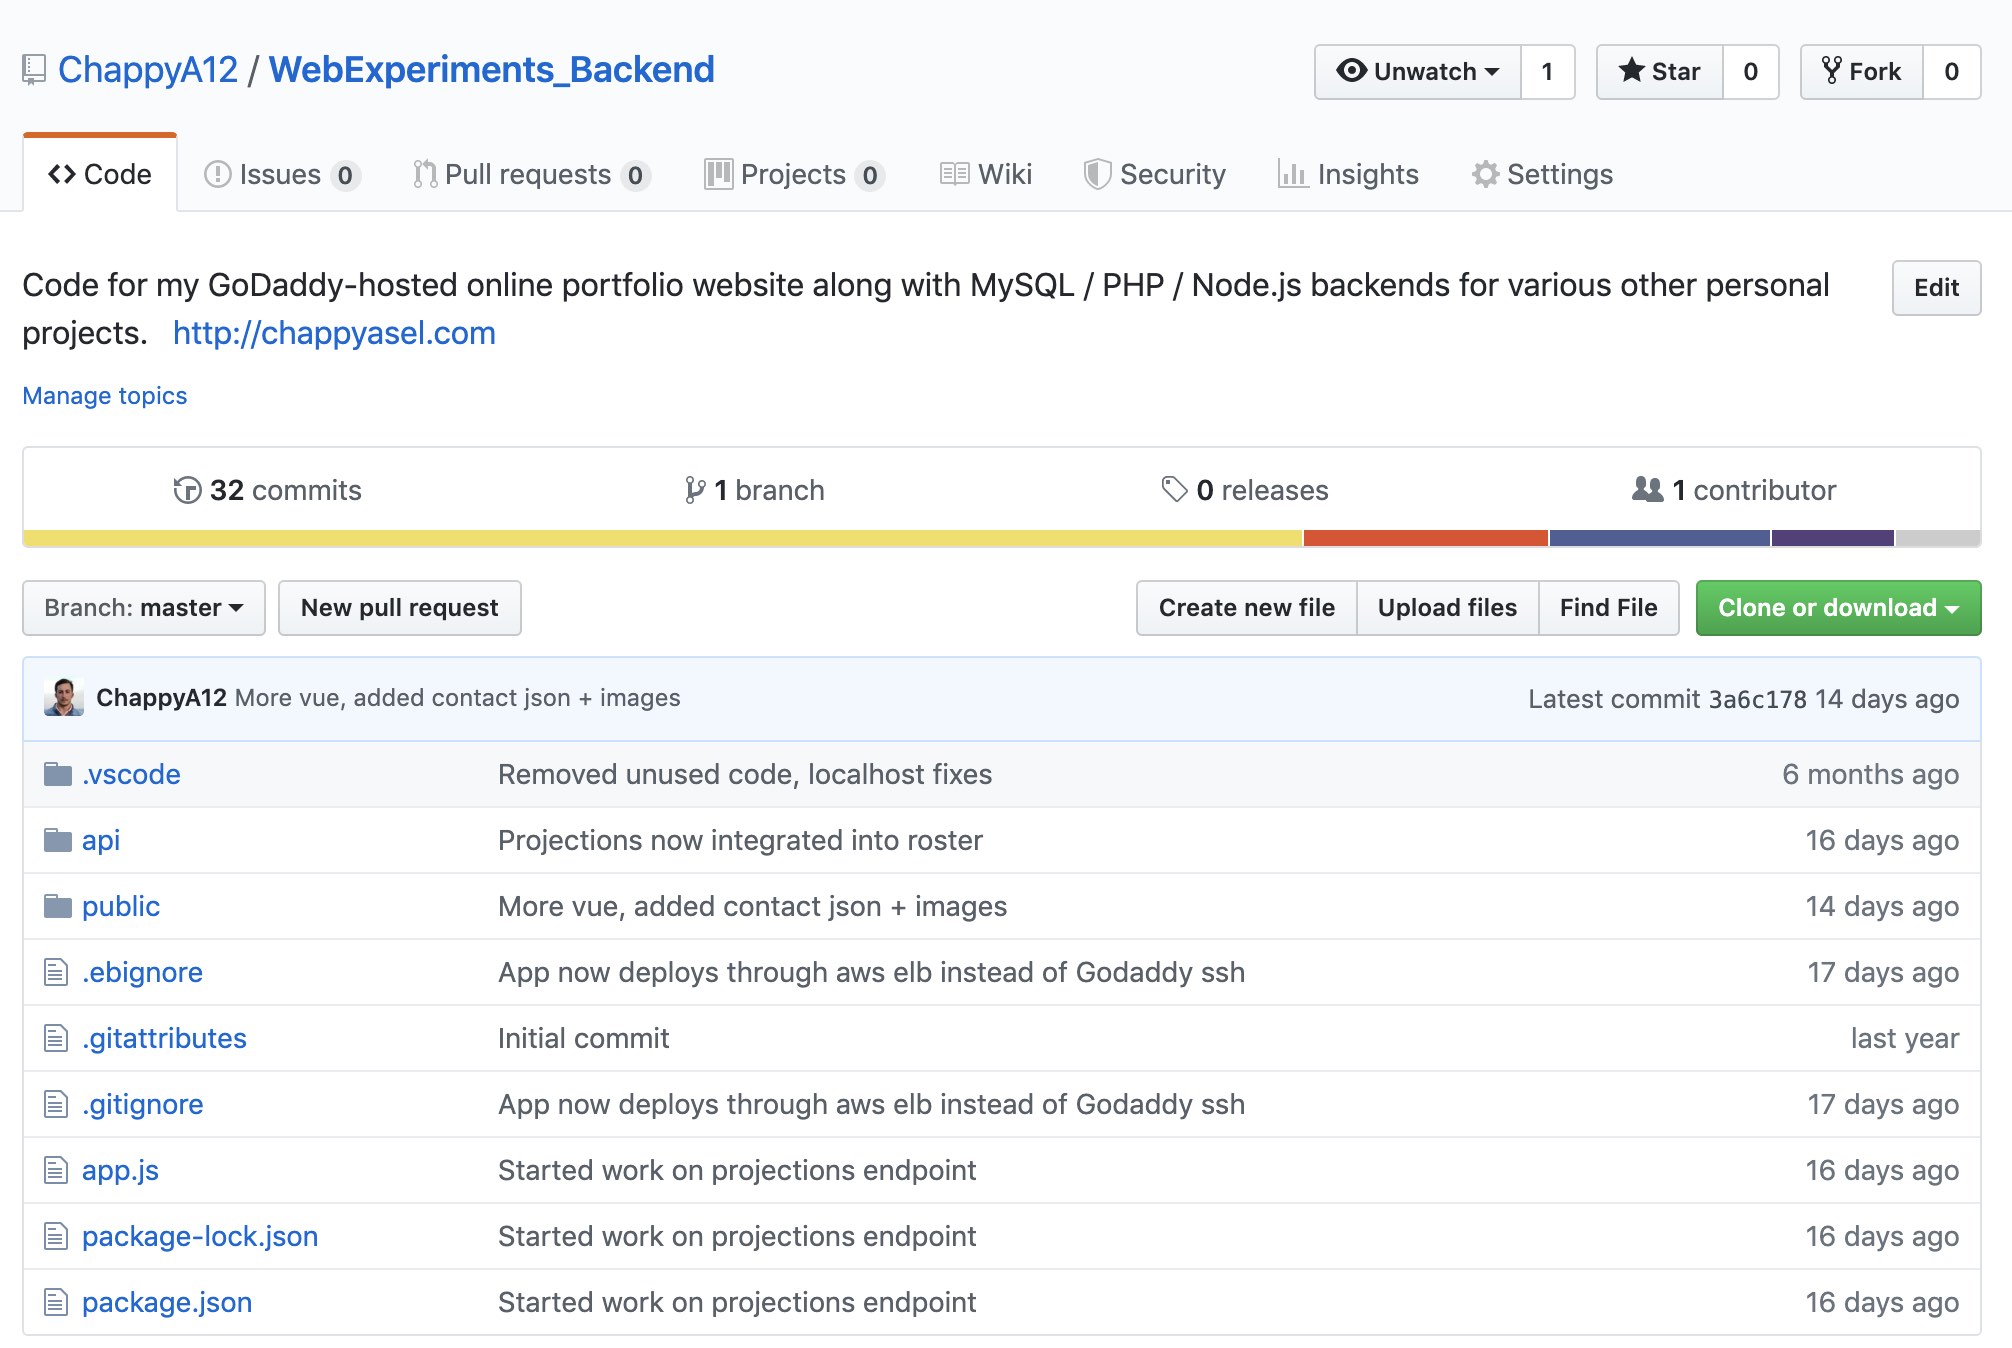 ChappyA12 / WebExperiments_Backend
Unwatch 1 Star 0 Fork 0
Code Issues 0 Pull requests 0 Projects 0 Wiki Security Insights Settings
Code for my GoDaddy-hosted online portfolio website along with MySQL / PHP / Node.js backends for various other personal
projects. http://chappyasel.com
Edit
Manage topics
32 commits 1 branch 0 releases 1 contributor
Branch: master New pull request Create new file Upload files Find File Clone or download
ChappyA12 More vue, added contact json + images Latest commit 3a6c178 14 days ago
.vscode Removed unused code, localhost fixes 6 months ago
api Projections now integrated into roster 16 days ago
public More vue, added contact json + images 14 days ago
.ebignore App now deploys through aws elb instead of Godaddy ssh 17 days ago
.gitattributes Initial commit last year
.gitignore App now deploys through aws elb instead of Godaddy ssh 17 days ago
app.js Started work on projections endpoint 16 days ago
package-lock.json Started work on projections endpoint 16 days ago
package.json Started work on projections endpoint 16 days ago